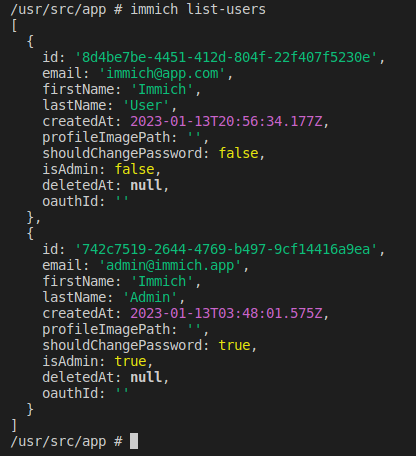 /usr/src/app # immich list-users
[
  {
    id: '8d4be7be-4451-412d-804f-22f407f5230e',
    email: 'immich@app.com',
    firstName: 'Immich',
    lastName: 'User',
    createdAt: 2023-01-13T20:56:34.177Z,
    profileImagePath: '',
    shouldChangePassword: false,
    isAdmin: false,
    deletedAt: null,
    oauthId: ''
  },
  {
    id: '742c7519-2644-4769-b497-9cf14416a9ea',
    email: 'admin@immich.app',
    firstName: 'Immich',
    lastName: 'Admin',
    createdAt: 2023-01-13T03:48:01.575Z,
    profileImagePath: '',
    shouldChangePassword: true,
    isAdmin: true,
    deletedAt: null,
    oauthId: ''
  }
]
/usr/src/app #